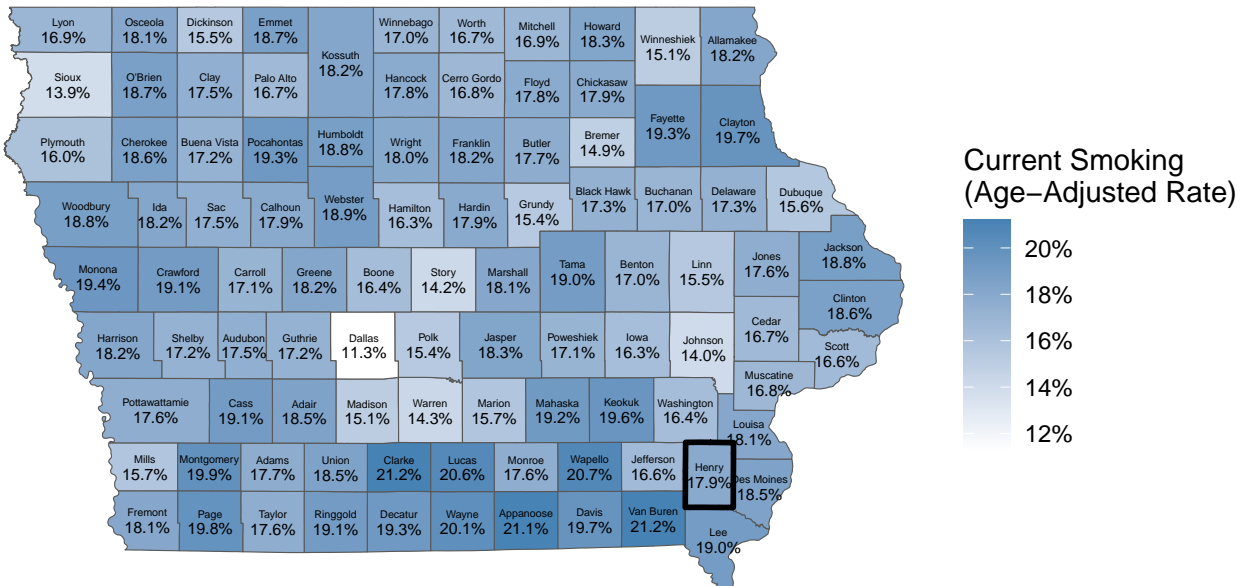 Lyon
16.9%
Osceola
18.1%
Dickinson
15.5%
Emmet
18.7%
Kossuth
18.2%
Winnebago
17.0%
Worth
16.7%
Mitchell
16.9%
Howard
18.3%
Winneshiek
15.1%
Allamakee
18.2%
Sioux
13.9%
O'Brien
18.7%
Clay
17.5%
Palo Alto
16.7%
Hancock
17.8%
Cerro Gordo
16.8%
Floyd
17.8%
Chickasaw
17.9%
Fayette
19.3%
Clayton
19.7%
Plymouth
16.0%
Cherokee
18.6%
Buena Vista
17.2%
Pocahontas
19.3%
Humboldt
18.8%
Wright
18.0%
Franklin
18.2%
Butler
17.7%
Bremer
14.9%
Woodbury
18.8%
Ida
18.2%
Sac
17.5%
Calhoun
17.9%
Webster
18.9%
Hamilton
16.3%
Hardin
17.9%
Grundy
15.4%
Black Hawk
17.3%
Buchanan
17.0%
Delaware
17.3%
Dubuque
15.6%
Monona
19.4%
Crawford
19.1%
Carroll
17.1%
Greene
18.2%
Boone
16.4%
Story
14.2%
Marshall
18.1%
Tama
19.0%
Benton
17.0%
Linn
15.5%
Jones
17.6%
Jackson
18.8%
Clinton
18.6%
Harrison
18.2%
Shelby
17.2%
Audubon
17.5%
Guthrie
17.2%
Dallas
11.3%
Polk
15.4%
Jasper
18.3%
Poweshiek
17.1%
Iowa
16.3%
Johnson
14.0%
Cedar
16.7%
Scott
16.6%
Muscatine
16.8%
Pottawattamie
17.6%
Cass
19.1%
Adair
18.5%
Madison
15.1%
Warren
14.3%
Marion
15.7%
Mahaska
19.2%
Keokuk
19.6%
Washington
16.4%
Louisa
18.1%
Mills
15.7%
Montgomery
19.9%
Adams
17.7%
Union
18.5%
Clarke
21.2%
Lucas
20.6%
Monroe
17.6%
Wapello
20.7%
Jefferson
16.6%
Henry
17.9%
Des Moines
18.5%
Fremont
18.1%
Page
19.8%
Taylor
17.6%
Ringgold
19.1%
Decatur
19.3%
Wayne
20.1%
Appanoose
21.1%
Davis
19.7%
Van Buren
21.2%
Lee
19.0%
Current Smoking
(Age−Adjusted Rate)
20%
18%
16%
14%
12%